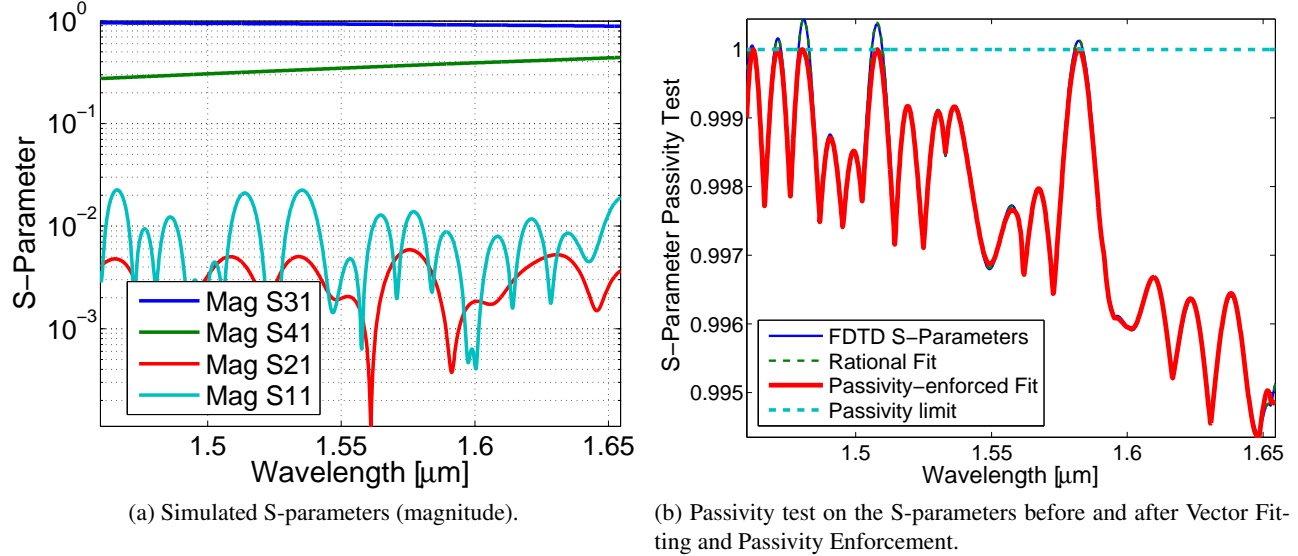 10^0
10^-1
10^-2
10^-3
S-Parameter
Mag S31
Mag S41
Mag S21
Mag S11
1.5
1.55
1.6
1.65
Wavelength [μm]
(a) Simulated S-parameters (magnitude).
1
0.999
0.998
0.997
0.996
0.995
S-Parameter Passivity Test
FDTD S-Parameters
Rational Fit
Passivity-enforced Fit
Passivity limit
1.5
1.55
1.6
1.65
Wavelength [μm]
(b) Passivity test on the S-parameters before and after Vector Fit-
ting and Passivity Enforcement.